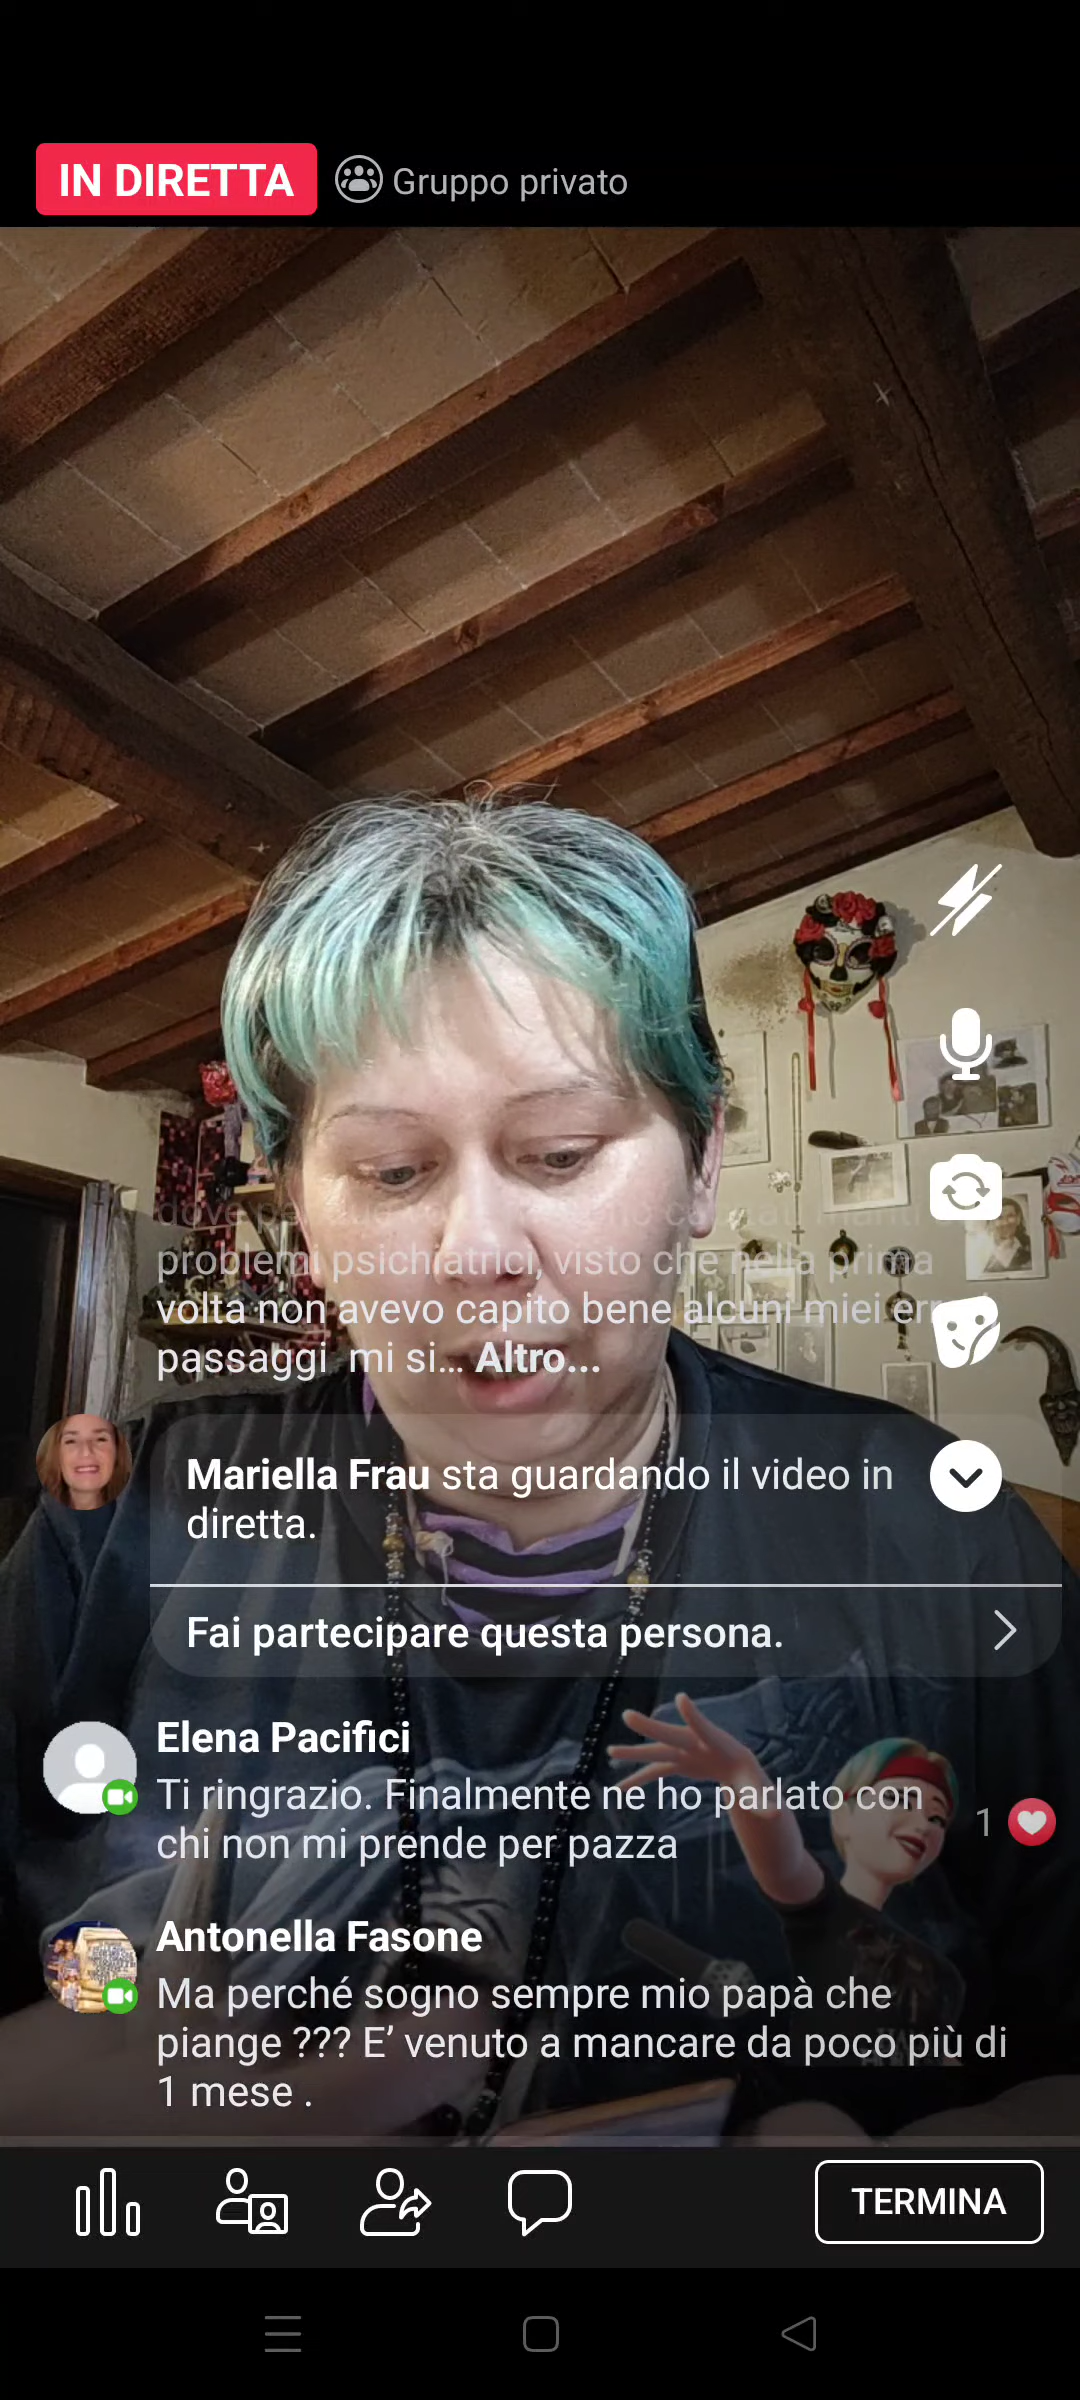 IN DIRETTA
Gruppo privato
problemi psichiatrici, visto che nella prima
volta non avevo capito bene alcuni miei
passaggi mi si... Altro...
Mariella Frau sta guardando il video in
diretta.
Fai partecipare questa persona.
Elena Pacifici
Ti ringrazio. Finalmente ne ho parlato con
chi non mi prende per pazza
1
Antonella Fasone
Ma perché sogno sempre mio papà che
piange ??? E’ venuto a mancare da poco più di
1 mese .
TERMINA